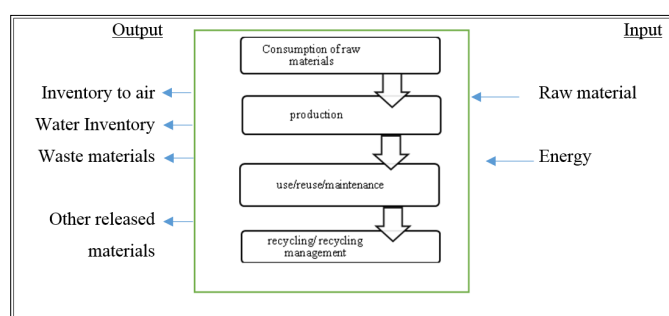 Output
Inventory to air
Water Inventory
Waste materials
Other released
materials
Consumption of raw
materials
production
use/reuse/maintenance
recycling/ recycling
management
Input
Raw material
Energy